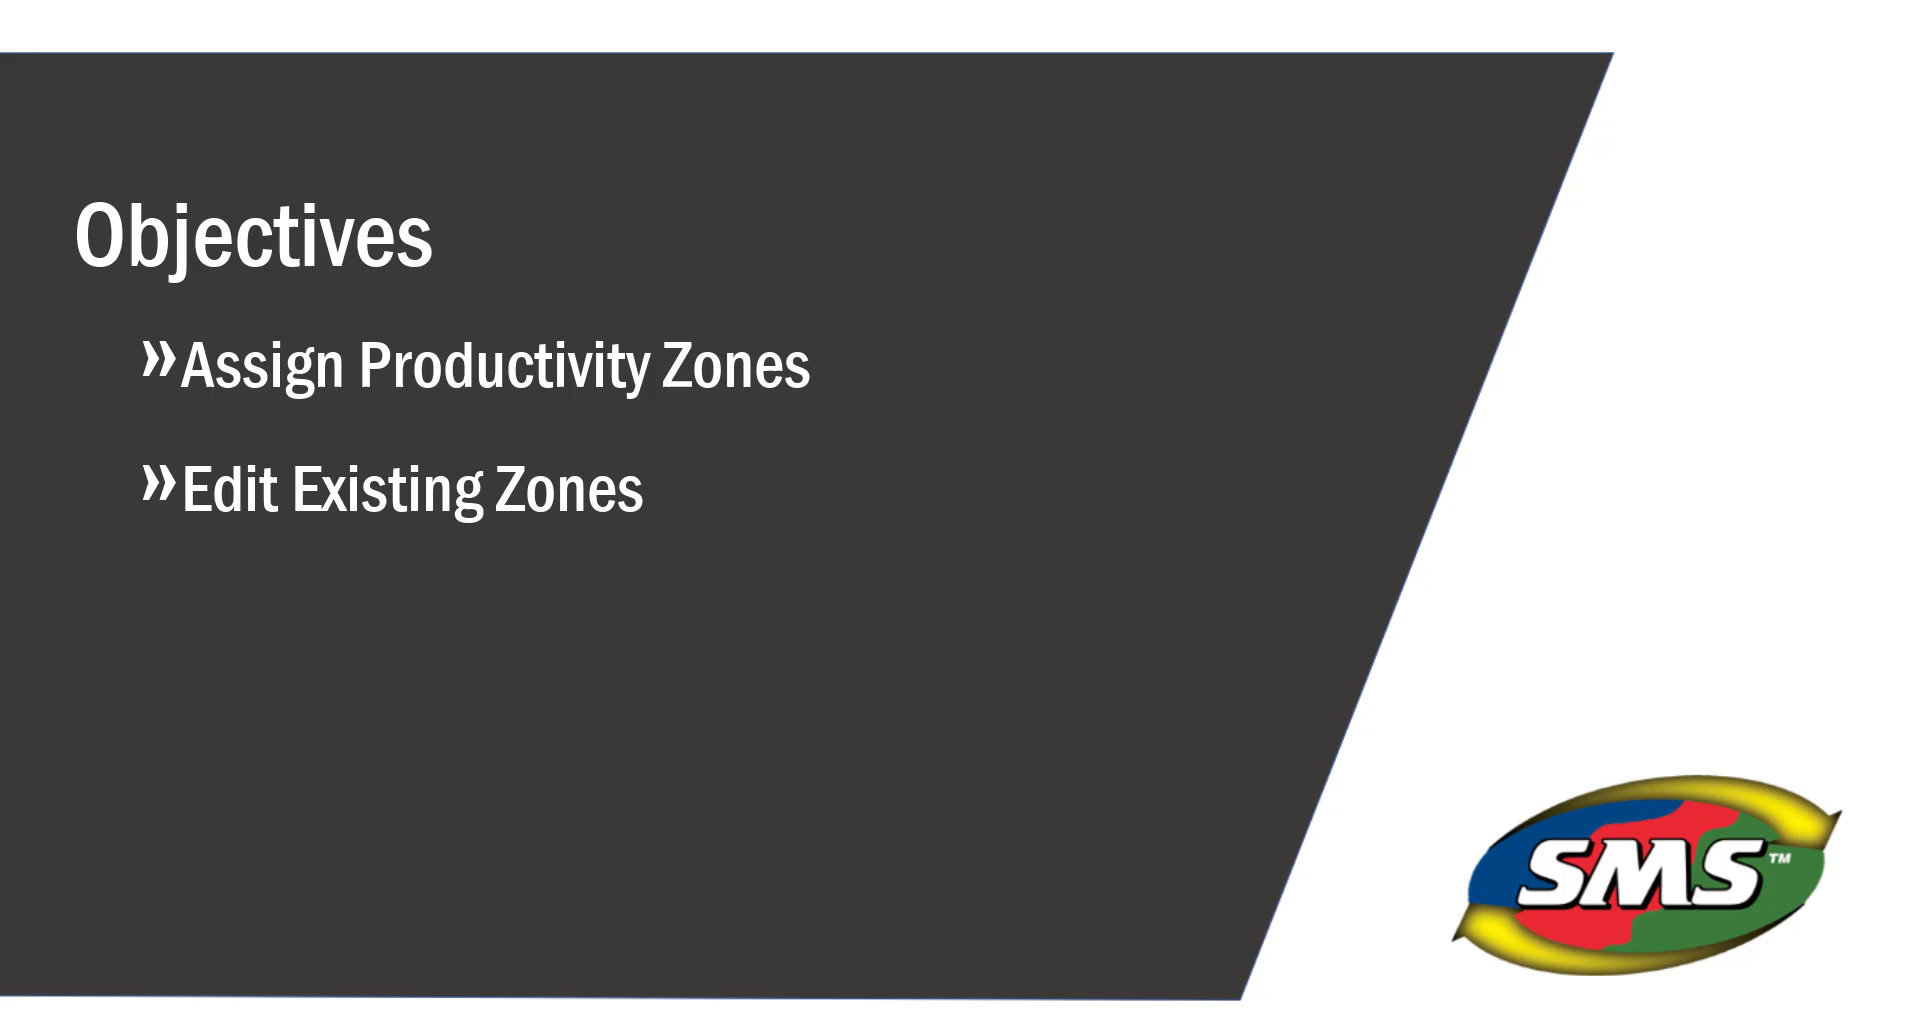 Objectives
»Assign Productivity Zones
»Edit Existing Zones
SMS™